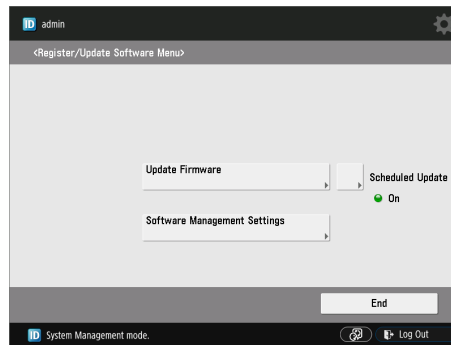 ID admin
<Register/Update Software Menu>
Update Firmware
Scheduled Update
On
Software Management Settings
End
ID System Management mode.
Log Out